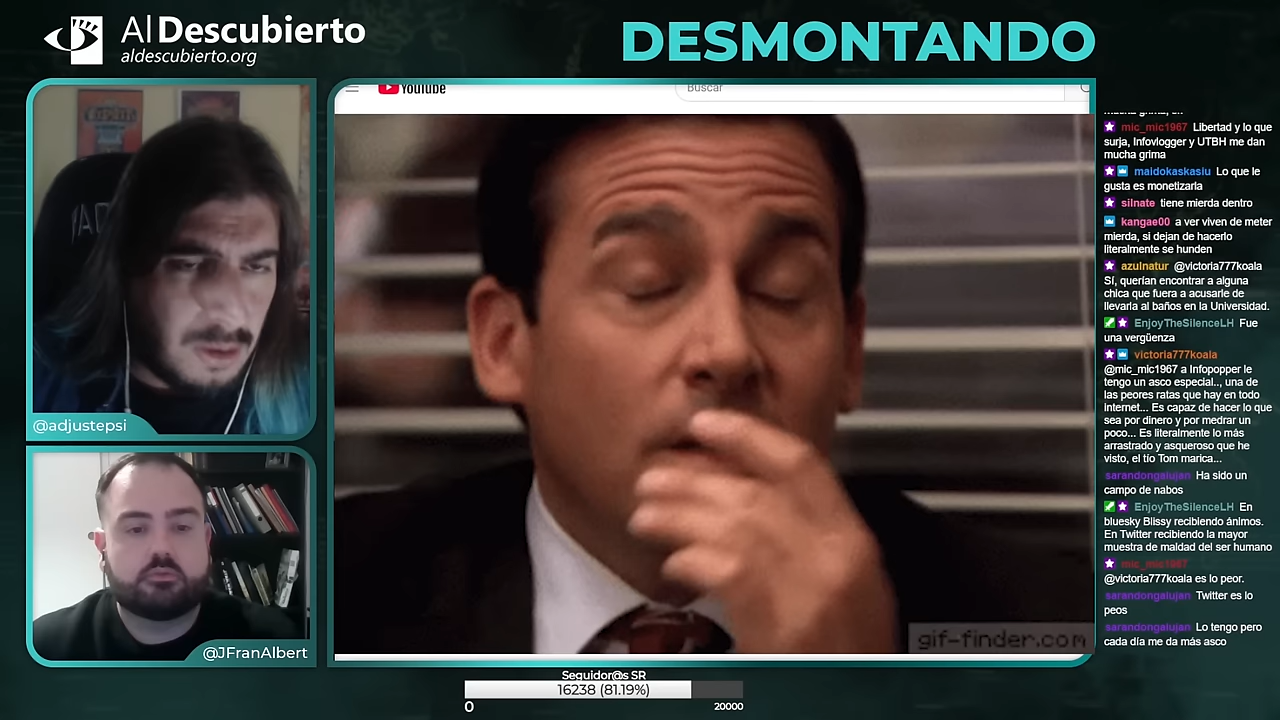 Al Descubierto
aldescubierto.org
DESMONTANDO
YouTube
Buscar
@adjustepsi
@JFranAlbert
gif-finder.com
mic_mic1967 Libertad y lo que
surja, Infovlogger y UTBH me dan
mucha grima
maidokaskasiu Lo que le
gusta es monetizarla
silnate tiene mierda dentro
kangae00 a ver viven de meter
mierda, si dejan de hacerlo
literalmente se hunden
azulnatur @victoria777koala
Sí, querían encontrar a alguna
chica que fuera a acusarle de
llevarla al baños en la Universidad.
EnjoyTheSilenceLH Fue
una vergüenza
victoria777koala
@mic_mic1967 a Infopopper le
tengo un asco especial.., una de
las peores ratas que hay en todo
internet... Es capaz de hacer lo que
sea por dinero y por medrar un
poco... Es literalmente lo más
arrastrado y asqueroso que he
visto, el tío Tom marica...
sarandongalujan Ha sido un
campo de nabos
EnjoyTheSilenceLH En
bluesky Blissy recibiendo ánimos.
En Twitter recibiendo la mayor
muestra de maldad del ser humano
mic_mic1967
@victoria777koala es lo peor.
sarandongalujan Twitter es lo
peos
sarandongalujan Lo tengo pero
cada día me da más asco
Seguidor@s SR
16238 (81.19%)
0
20000